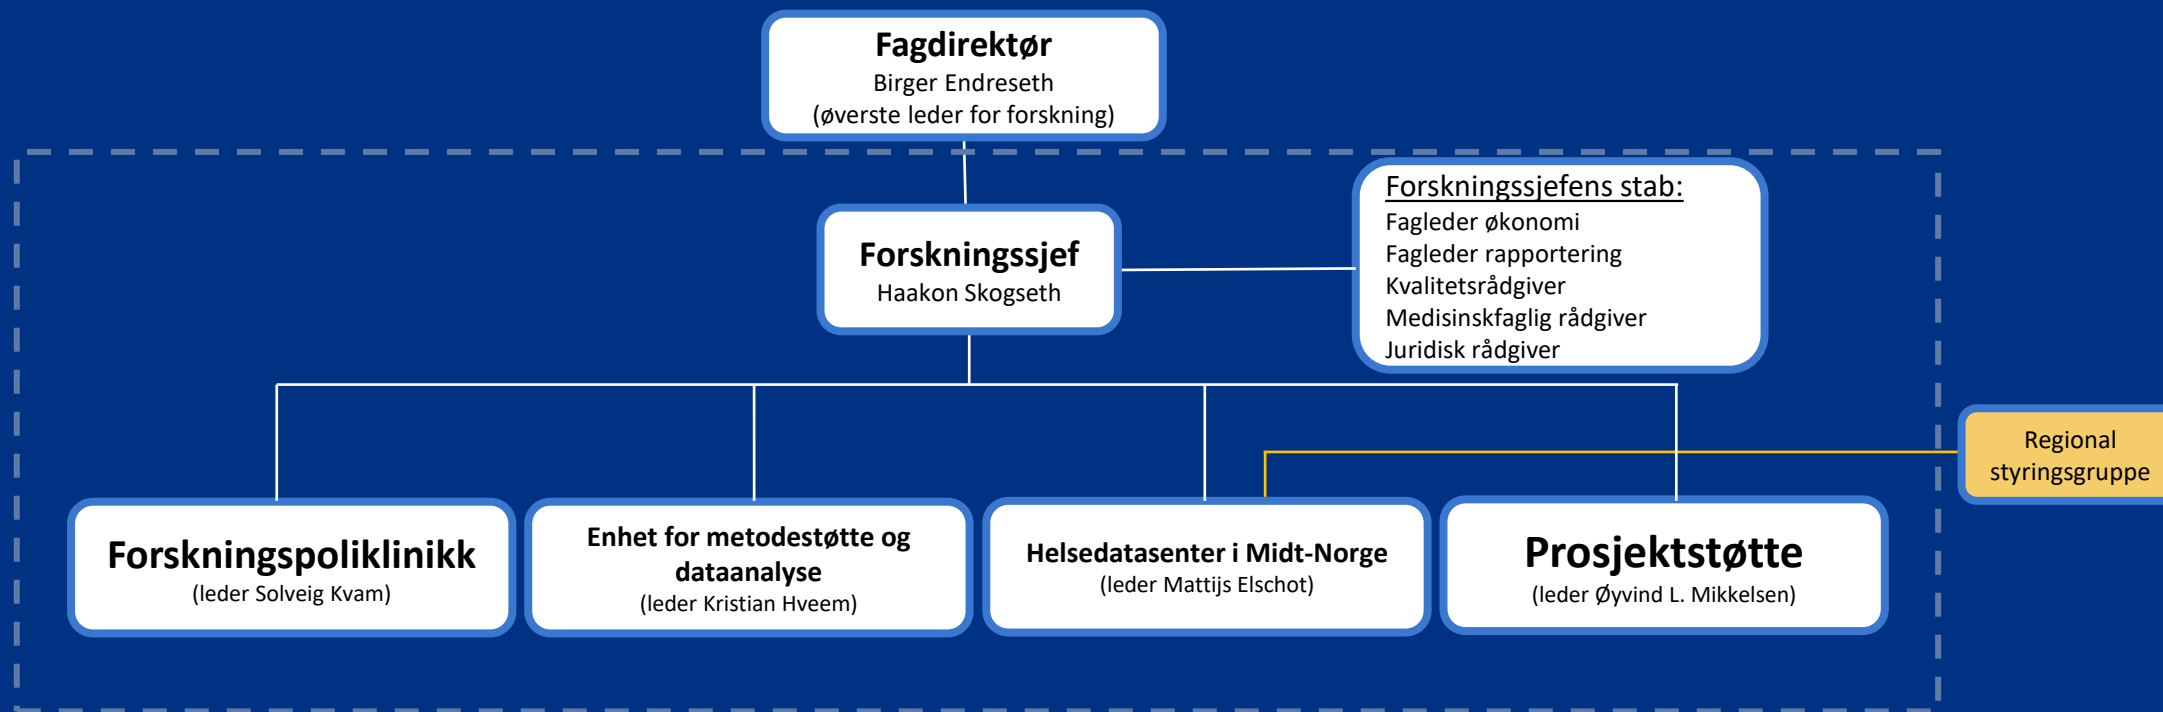 Fagdirektør
Birger Endreseth
(øverste leder for forskning)
Forskningssjef
Haakon Skogseth
Forskningssjefens stab:
Fagleder økonomi
Fagleder rapportering
Kvalitetsrådgiver
Medisinskfaglig rådgiver
Juridisk rådgiver
Regional
styringsgruppe
Forskningspoliklinikk
(leder Solveig Kvam)
Enhet for metodestøtte og
dataanalyse
(leder Kristian Hveem)
Helsedatasenter i Midt-Norge
(leder Mattijs Elschot)
Prosjektstøtte
(leder Øyvind L. Mikkelsen)